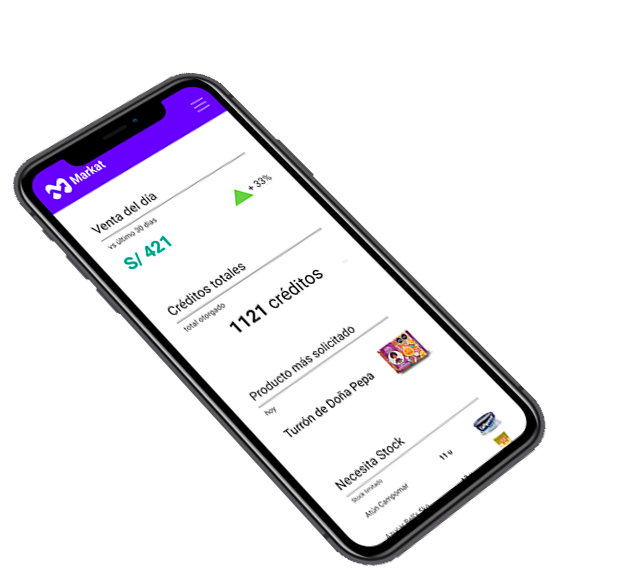 Markat
Venta del día
vs último 30 días
+ 33%
S/ 421
Créditos totales
total otorgado
1121 créditos
Producto más solicitado
hoy
Turrón de Doña Pepa
Necesita Stock
Stock limitado
Atún Campomar
11 u